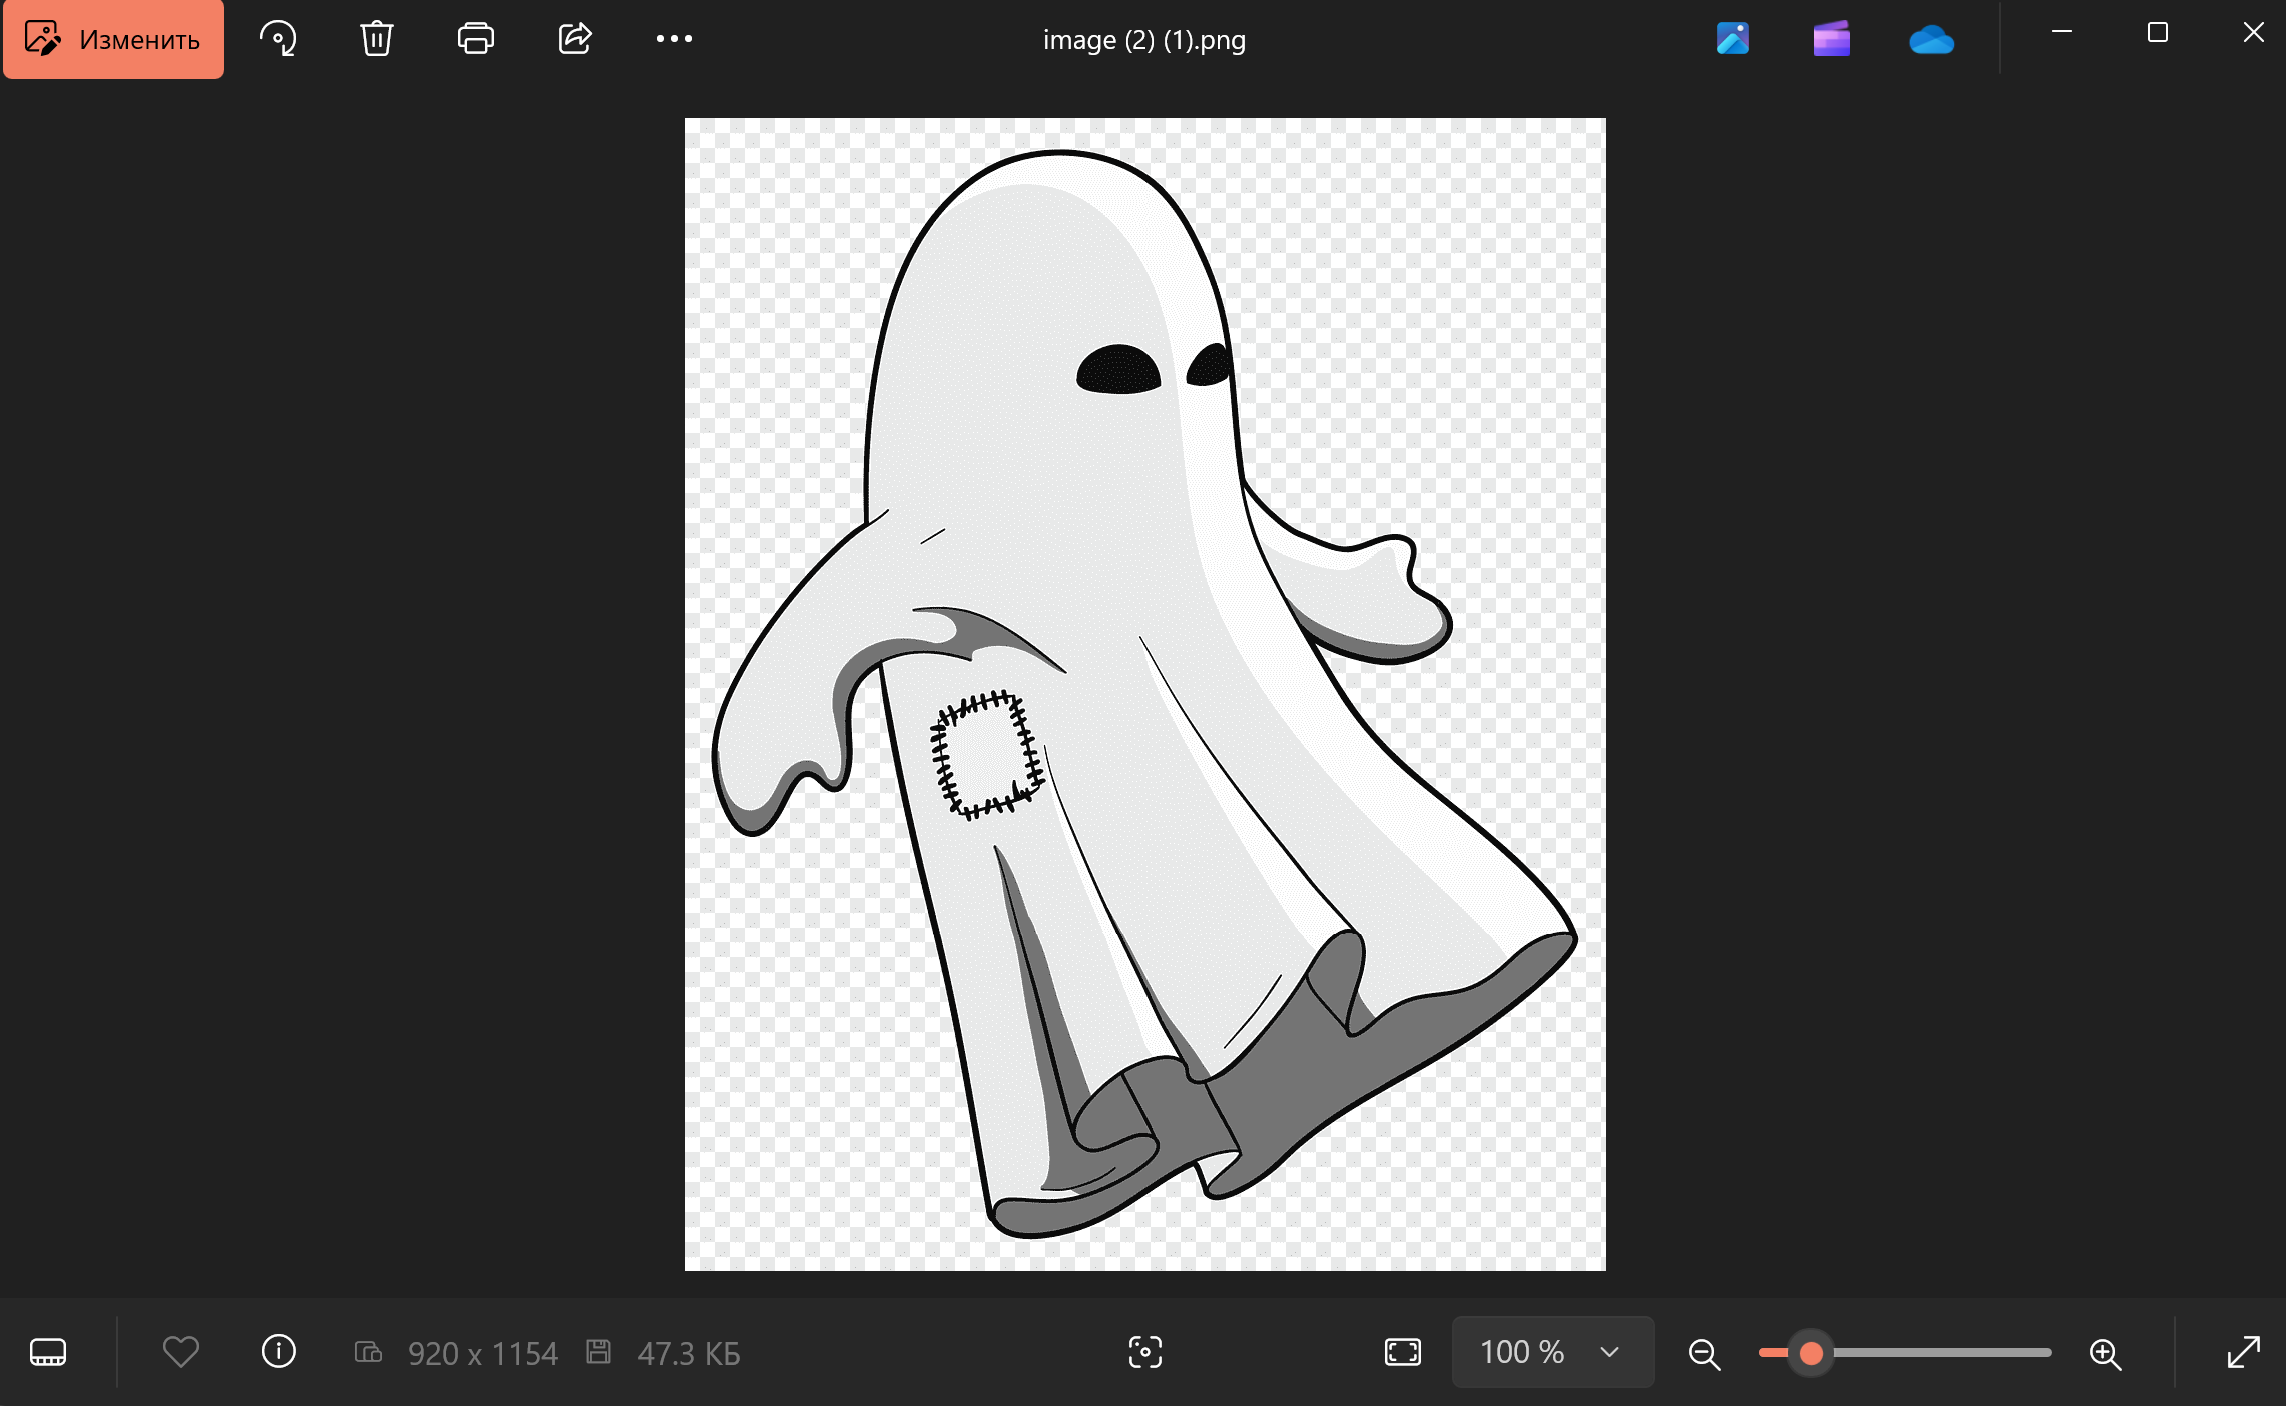 Изменить
image (2) (1).png
920 x 1154
47.3 КБ
100 %